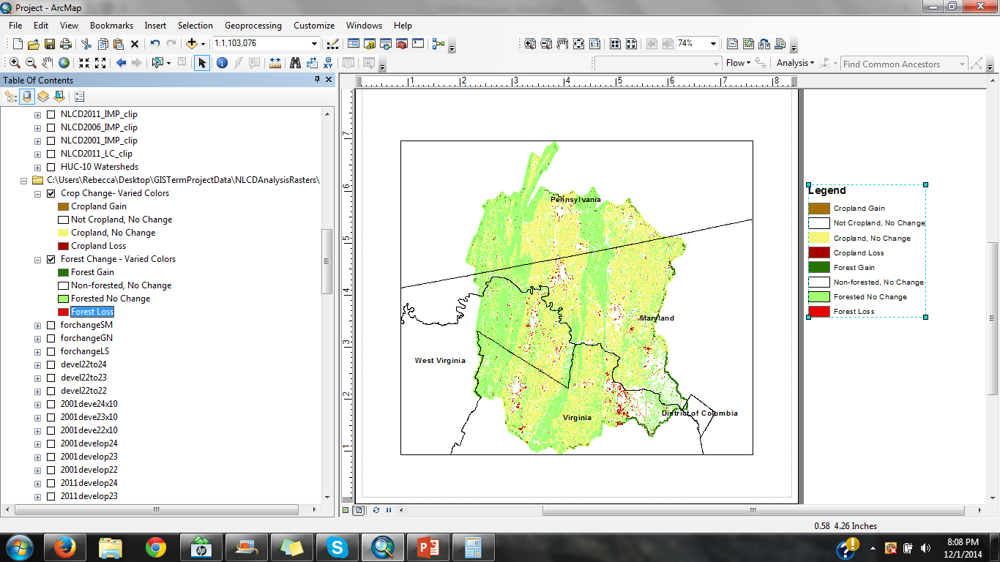 Project - ArcMap
File Edit View Bookmarks Insert Selection Geoprocessing Customize Windows Help
1:1,103,076
74%
Flow
Analysis
Find Common Ancestors
Table Of Contents
NLCD2011_IMP_clip
NLCD2006_IMP_clip
NLCD2001_IMP_clip
NLCD2011_LC_clip
HUC-10 Watersheds
C:\Users\Rebecca\Desktop\GISTermProjectData\NLCDAnalysisRasters\
Crop Change- Varied Colors
Cropland Gain
Not Cropland, No Change
Cropland, No Change
Cropland Loss
Forest Change - Varied Colors
Forest Gain
Non-forested, No Change
Forested No Change
Forest Loss
forchangeSM
forchangeGN
forchangeLS
devel22to24
devel22to23
devel22to22
2001deve24x10
2001deve23x10
2001deve22x10
2001develop24
2001develop23
2001develop22
2011develop24
2011develop23
1 2 3 4 5 6 7 8
7
6
5
4
3
2
1
Pennsylvania
Maryland
West Virginia
District of Columbia
Virginia
Legend
Cropland Gain
Not Cropland, No Change
Cropland, No Change
Cropland Loss
Forest Gain
Non-forested, No Change
Forested No Change
Forest Loss
0.58 4.26 Inches
8:08 PM
12/1/2014